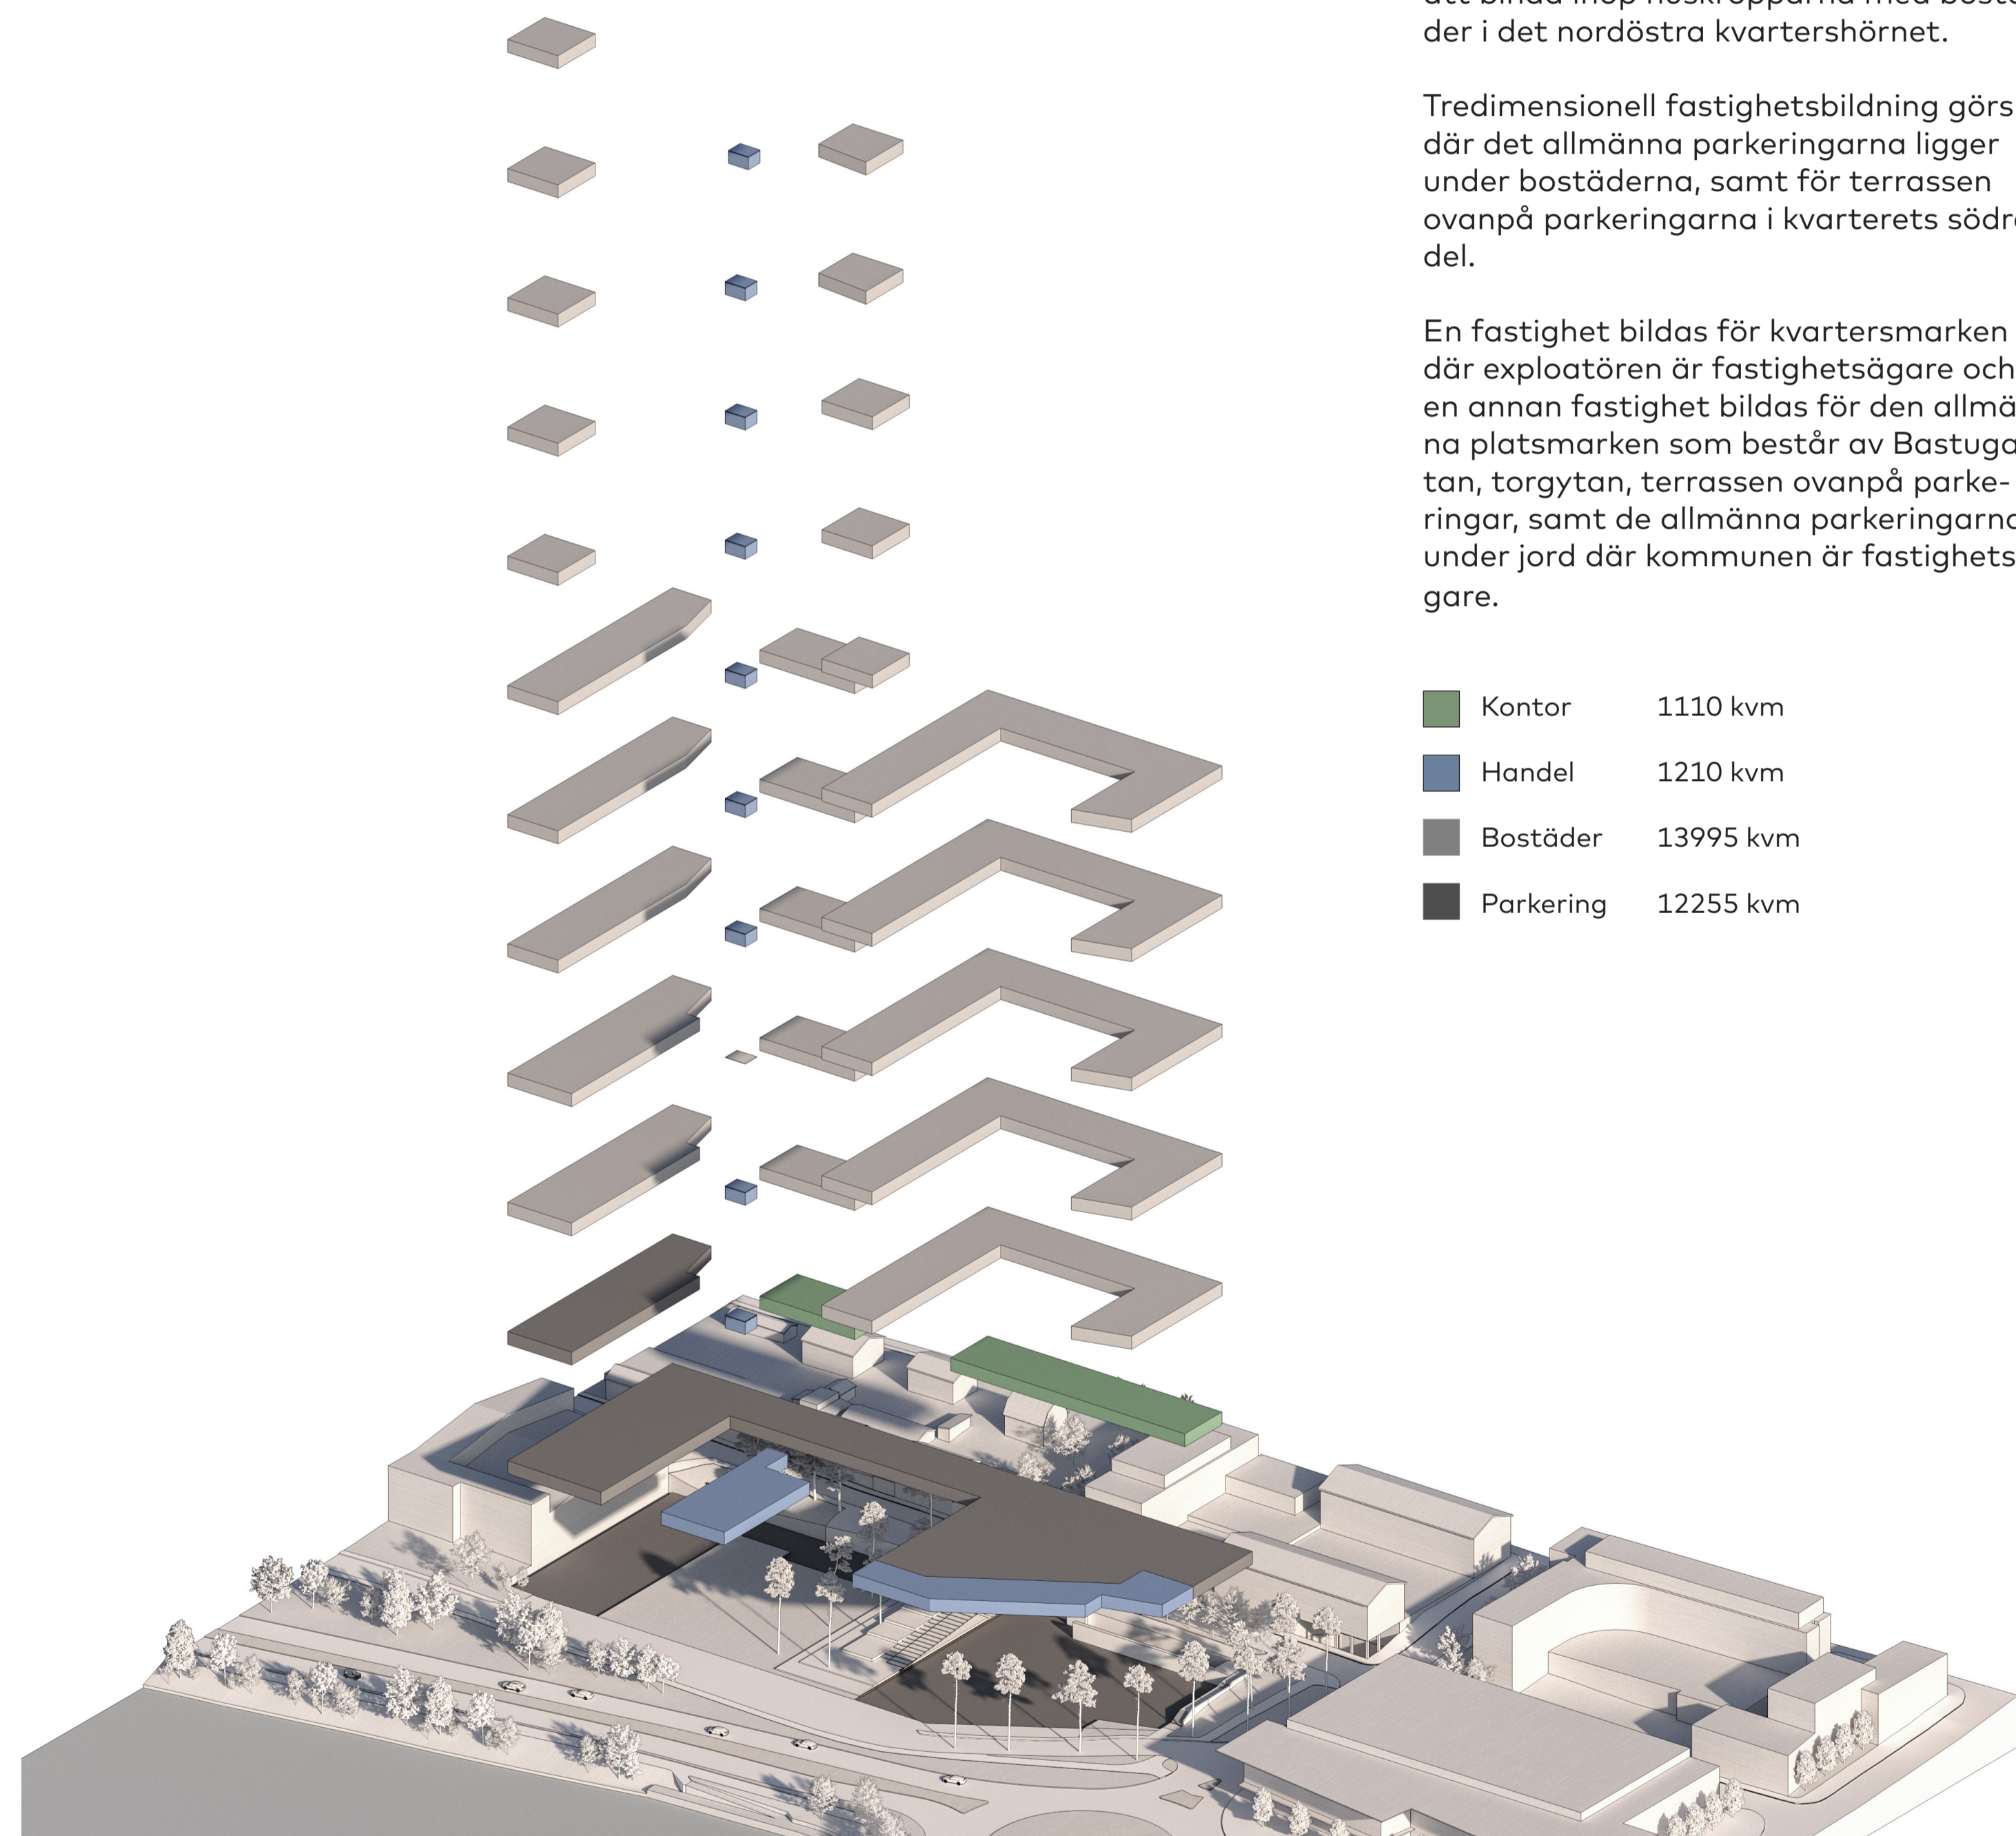 der i det nordöstra kvartershörnet.
Tredimensionell fastighetsbildning görs
där det allmänna parkeringarna ligger
under bostäderna, samt för terrassen
ovanpå parkeringarna i kvarterets södr
del.
En fastighet bildas för kvartersmarken
där exploatören är fastighetsägare och
en annan fastighet bildas för den allmä
na platsmarken som består av Bastuga
tan, torgytan, terrassen ovanpå parke-
ringar, samt de allmänna parkeringarna
under jord där kommunen är fastighets
gare.
Kontor 1110 kvm
Handel 1210 kvm
Bostäder 13995 kvm
Parkering 12255 kvm